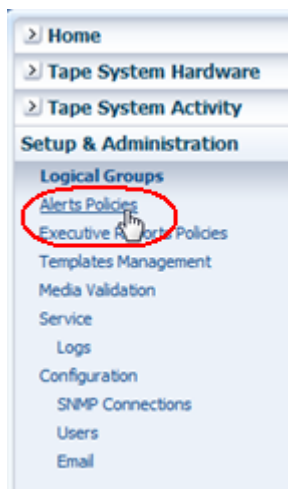 Home
Tape System Hardware
Tape System Activity
Setup & Administration
Logical Groups
Alerts Policies
Executive Reports Policies
Templates Management
Media Validation
Service
Logs
Configuration
SNMP Connections
Users
Email